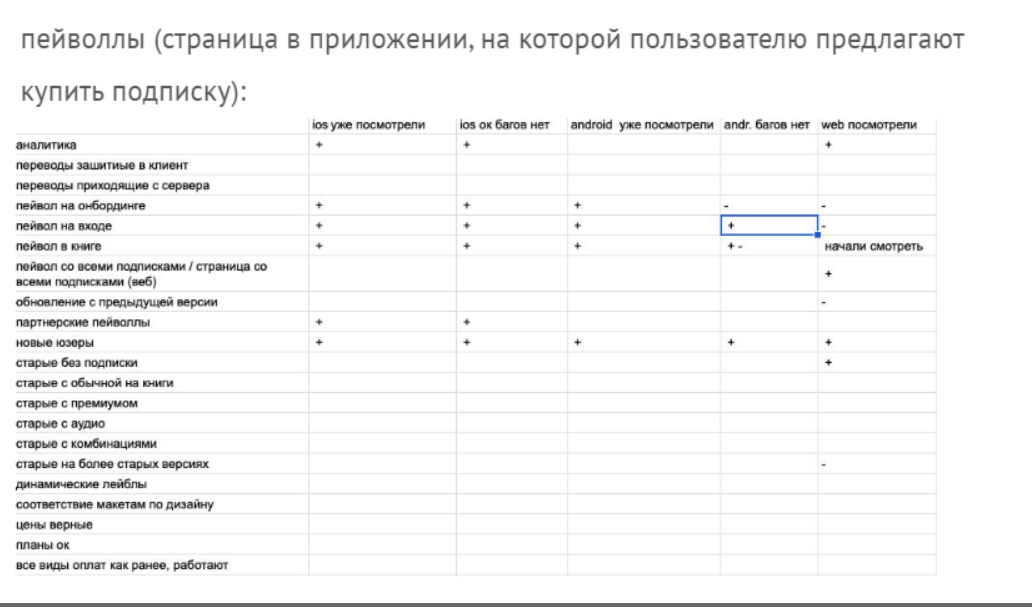 пейволлы (страница в приложении, на которой пользователю предлагают
купить подписку):
ios уже посмотрели ios ок багов нет android уже посмотрели andr. багов нет web посмотрели
аналитика + + +
переводы зашитиые в клиент
переводы приходящие с сервера
пейвол на онбординге + + + - -
пейвол на входе + + + + -
пейвол в книге + + + + - начали смотреть
пейвол со всеми подписками / страница со
всеми подписками (веб) +
обновление с предыдущей версии -
партнерские пейволлы + +
новые юзеры + + + + +
старые без подписки +
старые с обычной на книги
старые с премиумом
старые с аудио
старые с комбинациями
старые на более старых версиях -
динамические лейблы
соответствие макетам по дизайну
цены верные
планы ок
все виды оплат как ранее, работают